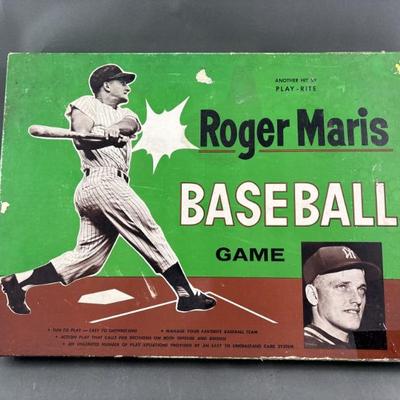 ANOTHER HIT BY
PLAY-RITE
Roger Maris
BASEBALL
GAME
NY
• FUN TO PLAY — EASY TO UNDERSTAND • MANAGE YOUR FAVORITE BASEBALL TEAM
• ACTION PLAY THAT CALLS FOR DECISIONS ON BOTH OFFENSE AND DEFENSE
• AN UNLIMITED NUMBER OF PLAY SITUATIONS PROVIDED BY AN EASY TO UNDERSTAND CARD SYSTEM